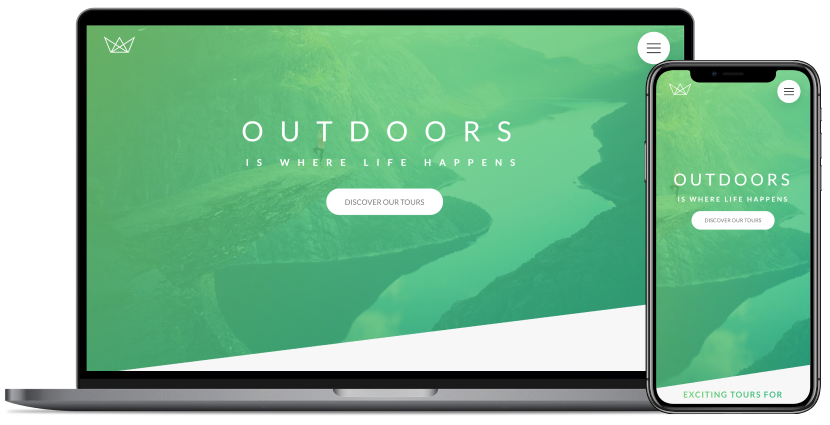 OUTDOORS
IS WHERE LIFE HAPPENS
DISCOVER OUR TOURS
OUTDOORS
IS WHERE LIFE HAPPENS
DISCOVER OUR TOURS
EXCITING TOURS FOR